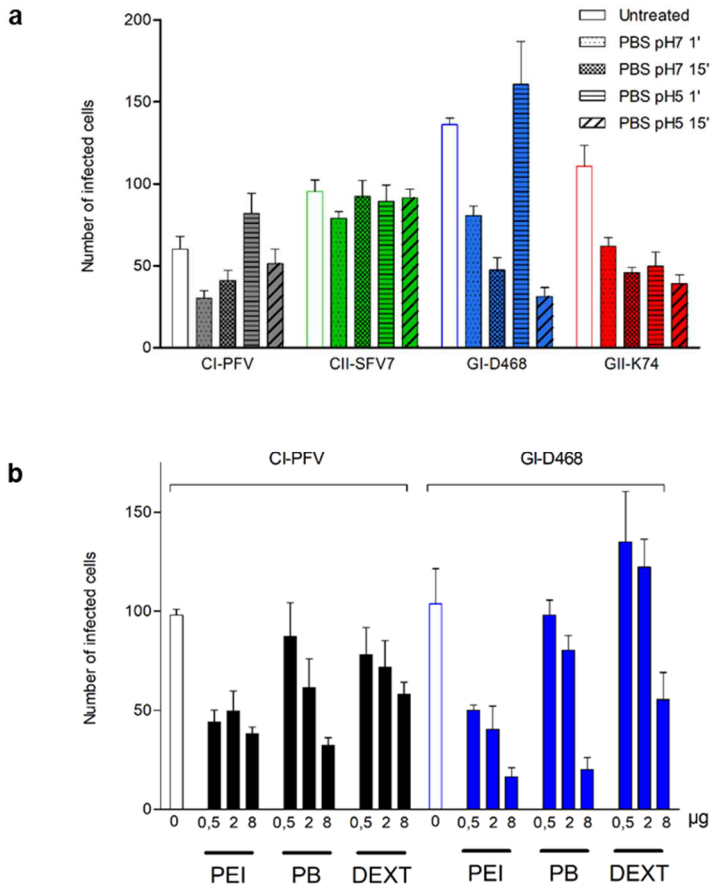 a
Number of infected cells
200
150
100
50
0
Untreated
PBS pH7 1'
PBS pH7 15'
PBS pH5 1'
PBS pH5 15'
CI-PFV CII-SFV7 GI-D468 GII-K74
b
CI-PFV GI-D468
Number of infected cells
150
100
50
0
0 0,5 2 8 0,5 2 8 0,5 2 8 0 0,5 2 8 0,5 2 8 0,5 2 8 µg
PEI PB DEXT PEI PB DEXT